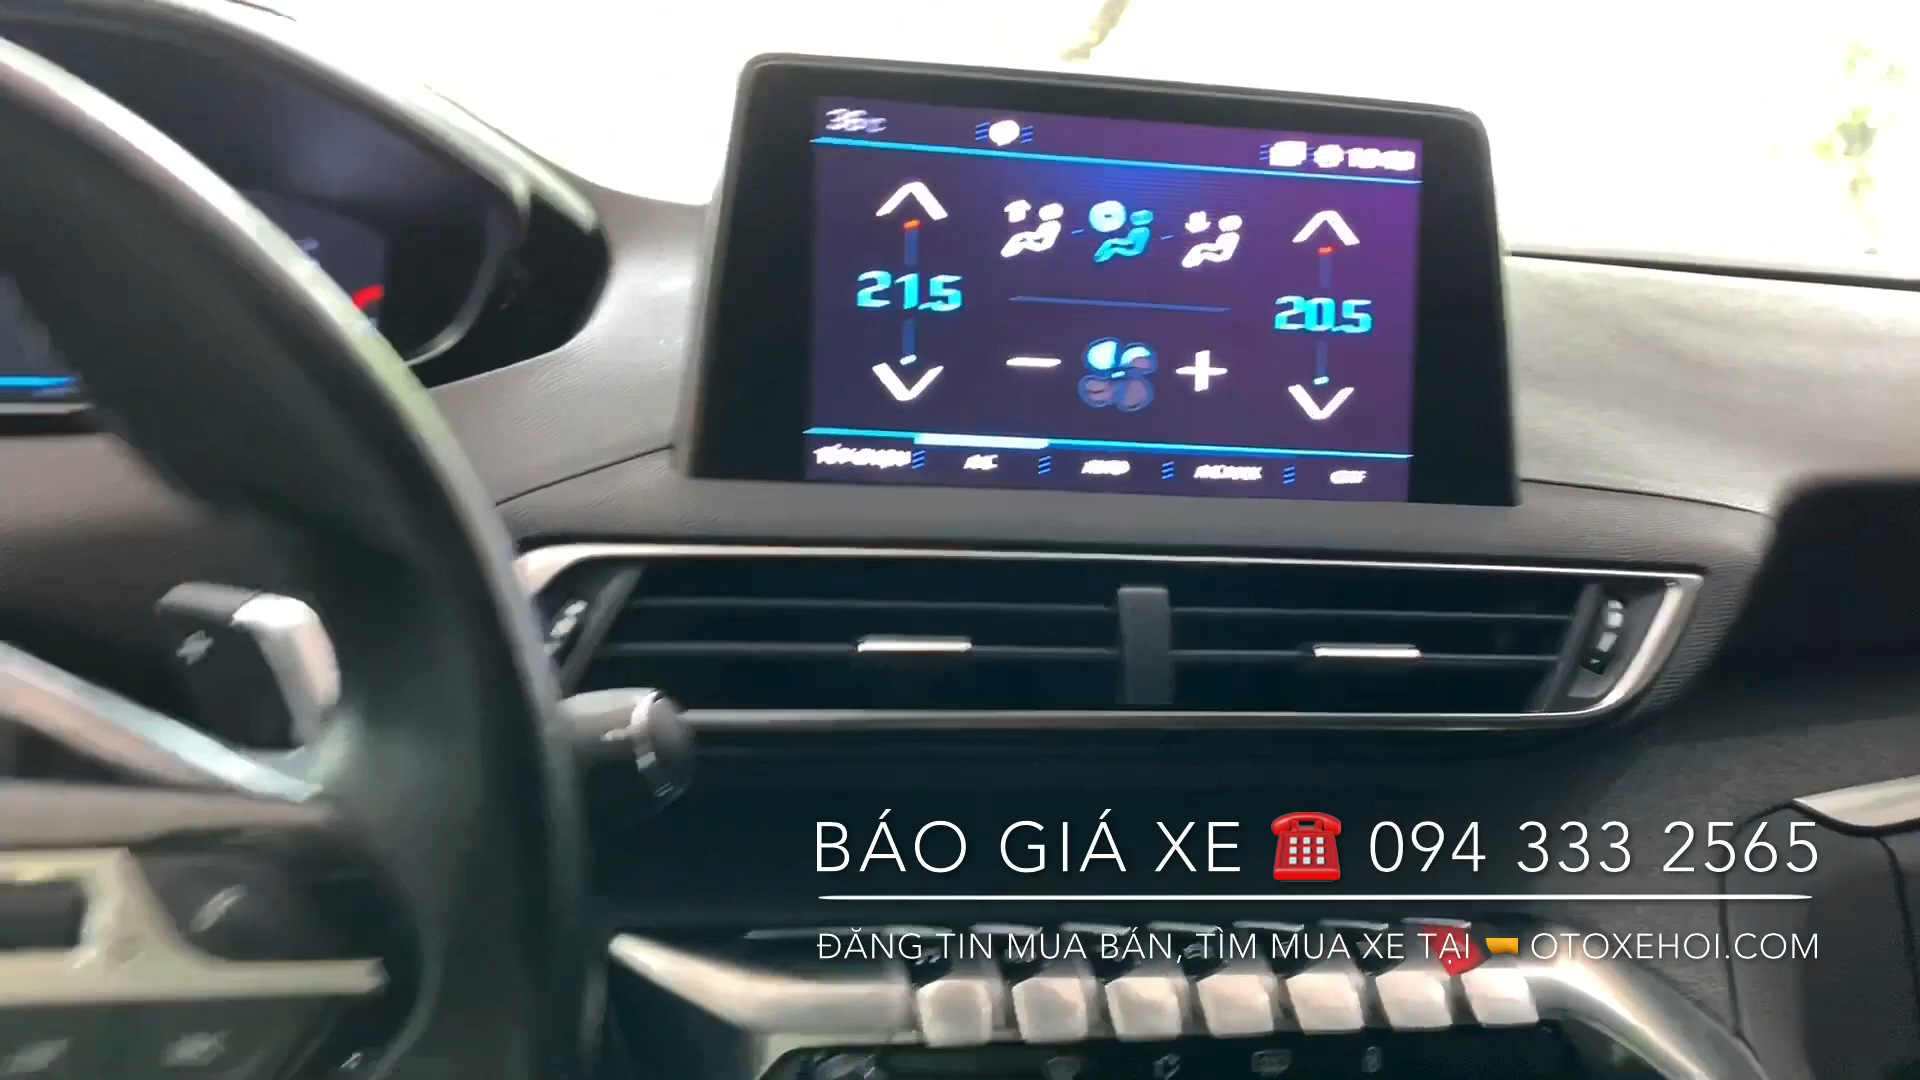 21.5
20.5
A/C
OFF
BÁO GIÁ XE ☎ 094 333 2565
ĐĂNG TIN MUA BÁN, TÌM MUA XE TẠI OTOXEHOI.COM